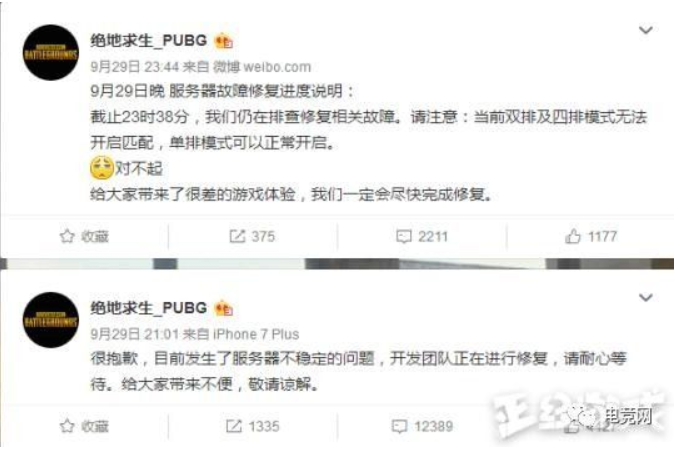 绝地求生_PUBG
9月29日 23:44 来自 微博 weibo.com
9月29日晚 服务器故障修复进度说明：
截止23时38分，我们仍在排查修复相关故障。请注意：当前双排及四排模式无法
开启匹配，单排模式可以正常开启。
对不起
给大家带来了很差的游戏体验，我们一定会尽快完成修复。
收藏 375 2211 1177
绝地求生_PUBG
9月29日 21:01 来自 iPhone 7 Plus
很抱歉，目前发生了服务器不稳定的问题，开发团队正在进行修复，请耐心等
待。给大家带来不便，敬请谅解。
收藏 1335 12389
电竞网
BATTLEGROUNDS
BATTLEGROUNDS